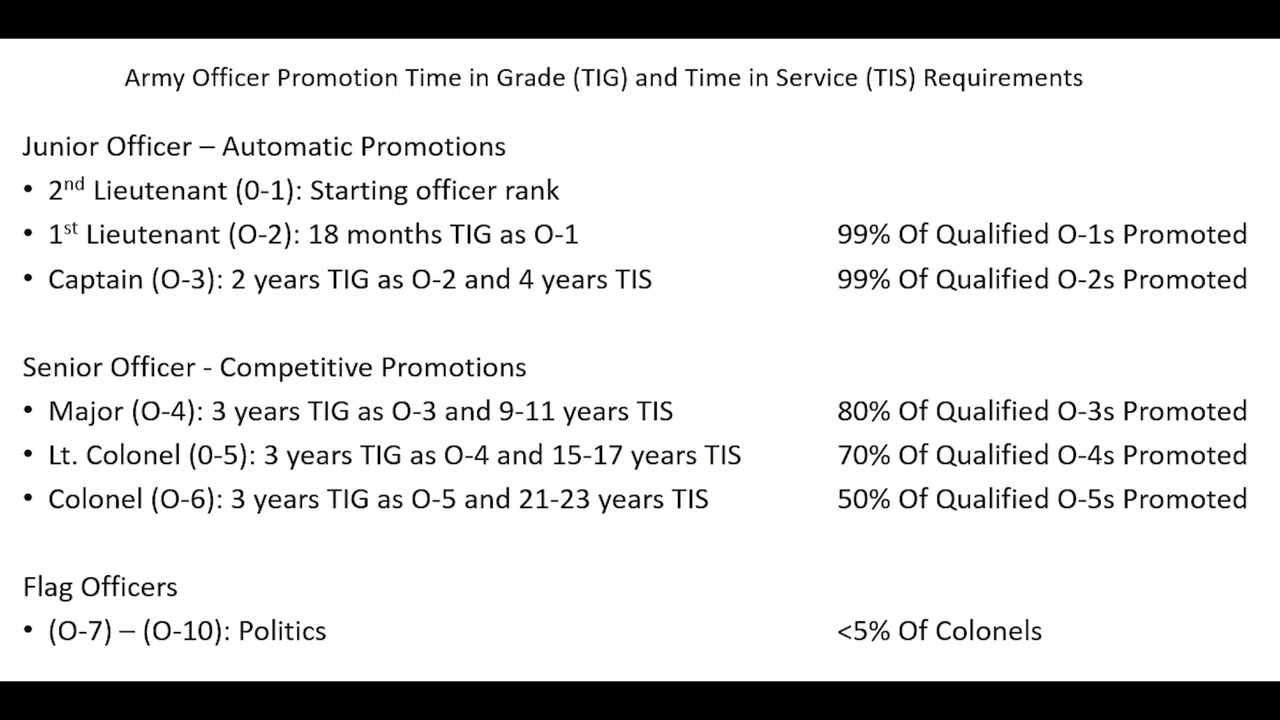 Army Officer Promotion Time in Grade (TIG) and Time in Service (TIS) Requirements
Junior Officer – Automatic Promotions
• 2nd Lieutenant (0-1): Starting officer rank
• 1st Lieutenant (O-2): 18 months TIG as O-1 99% Of Qualified O-1s Promoted
• Captain (O-3): 2 years TIG as O-2 and 4 years TIS 99% Of Qualified O-2s Promoted
Senior Officer - Competitive Promotions
• Major (O-4): 3 years TIG as O-3 and 9-11 years TIS 80% Of Qualified O-3s Promoted
• Lt. Colonel (0-5): 3 years TIG as O-4 and 15-17 years TIS 70% Of Qualified O-4s Promoted
• Colonel (O-6): 3 years TIG as O-5 and 21-23 years TIS 50% Of Qualified O-5s Promoted
Flag Officers
• (O-7) – (O-10): Politics <5% Of Colonels